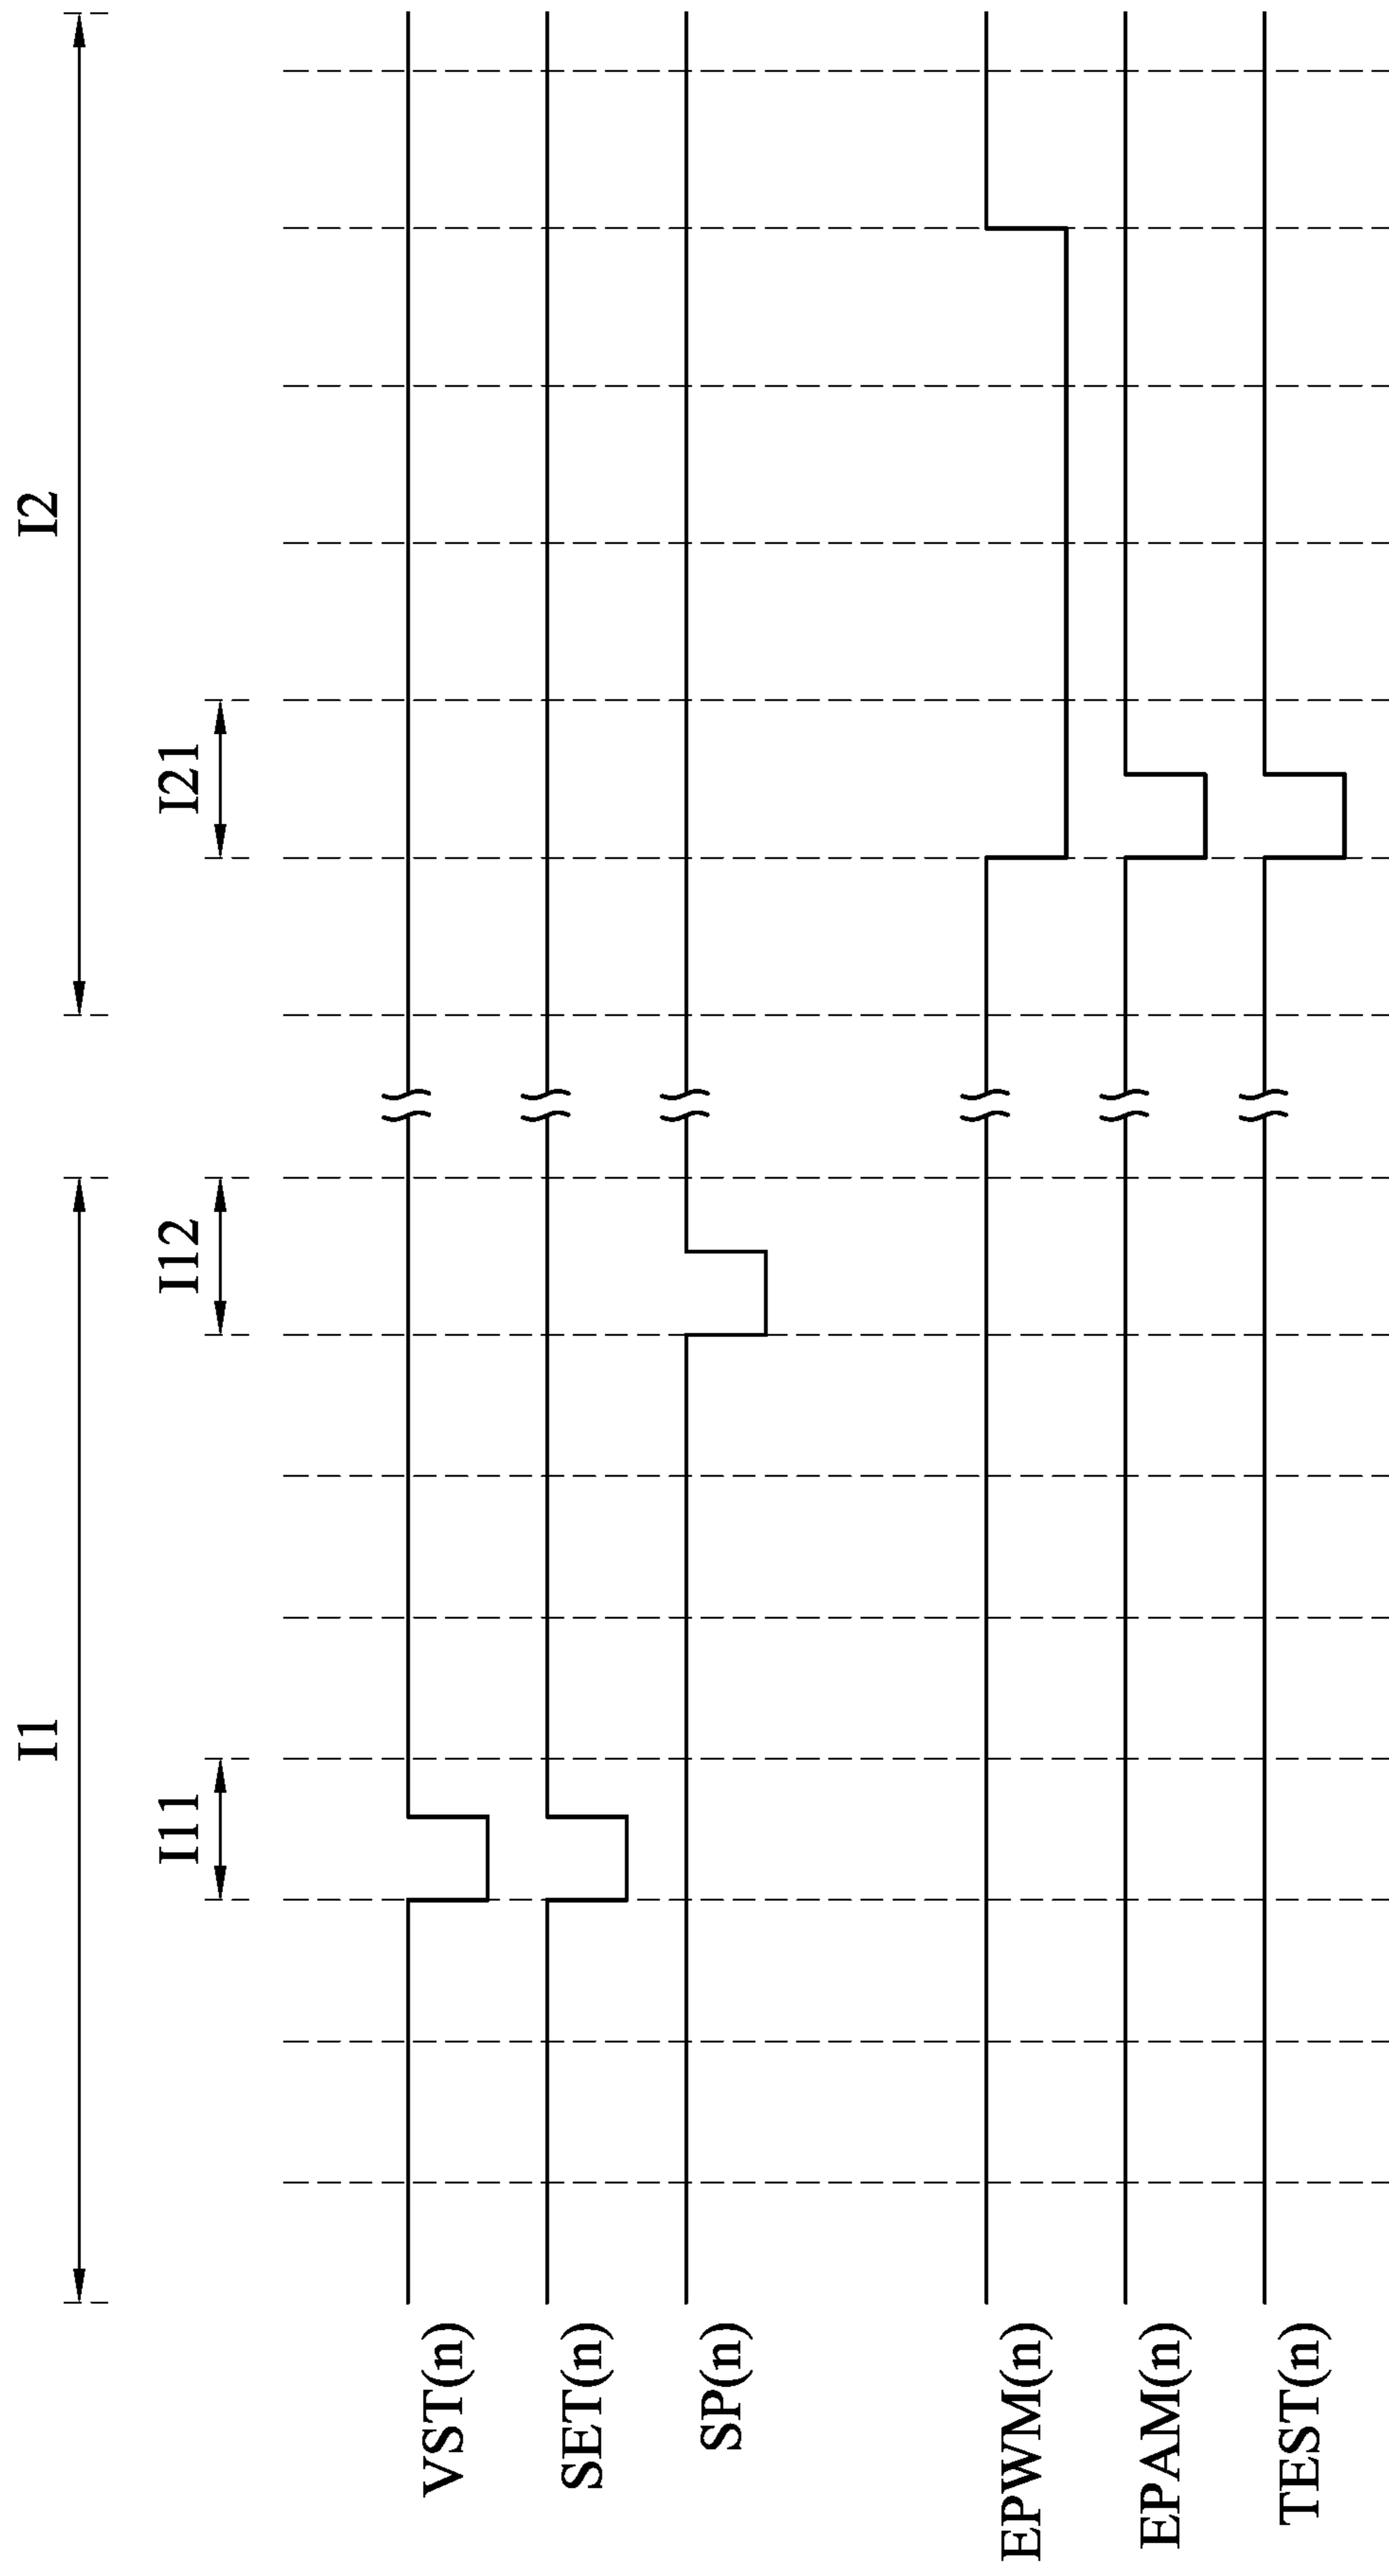 I1
I2
I11
I12
I21
VST(n)
SET(n)
SP(n)
EPWM(n)
EPAM(n)
TEST(n)